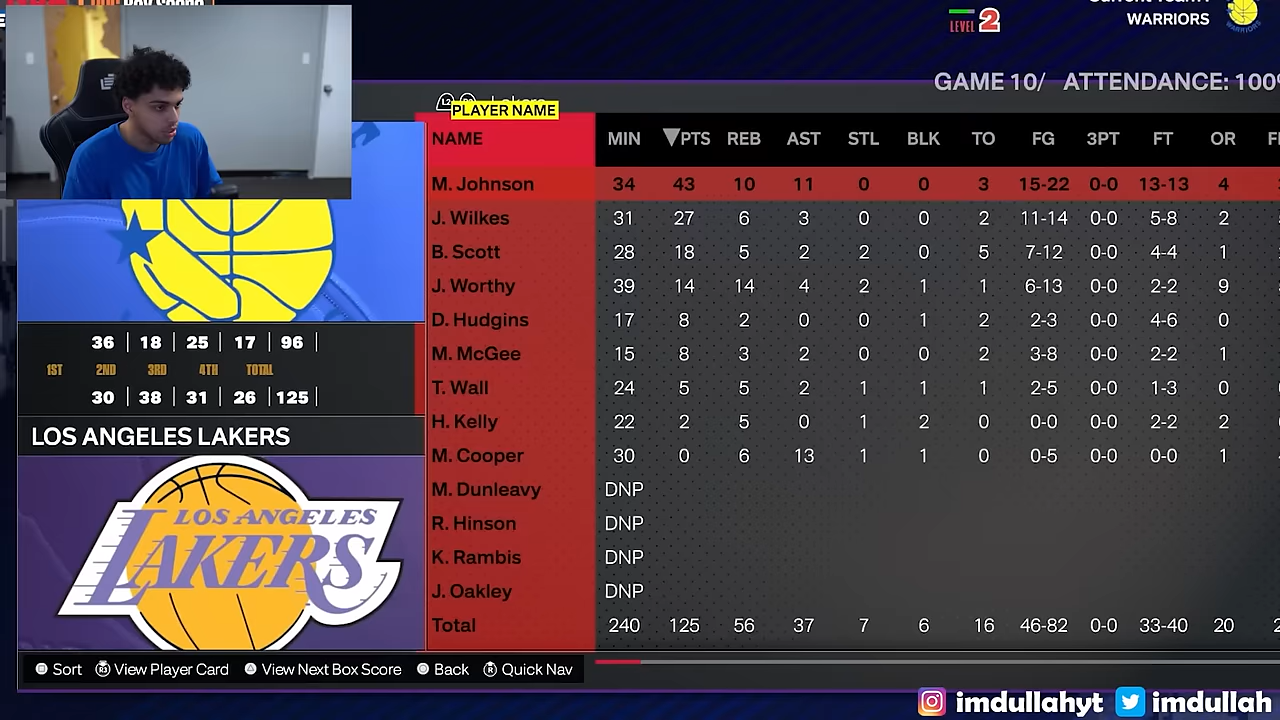 LEVEL 2
WARRIORS
GAME 10/ ATTENDANCE: 100%
PLAYER NAME
NAME MIN PTS REB AST STL BLK TO FG 3PT FT OR
M. Johnson 34 43 10 11 0 0 3 15-22 0-0 13-13 4
J. Wilkes 31 27 6 3 0 0 2 11-14 0-0 5-8 2
B. Scott 28 18 5 2 2 0 5 7-12 0-0 4-4 1
J. Worthy 39 14 14 4 2 1 1 6-13 0-0 2-2 9
D. Hudgins 17 8 2 0 0 1 2 2-3 0-0 4-6 0
M. McGee 15 8 3 2 0 0 2 3-8 0-0 2-2 1
T. Wall 24 5 5 2 1 1 1 2-5 0-0 1-3 0
H. Kelly 22 2 5 0 1 2 0 0-0 0-0 2-2 2
M. Cooper 30 0 6 13 1 1 0 0-5 0-0 0-0 1
M. Dunleavy DNP
R. Hinson DNP
K. Rambis DNP
J. Oakley DNP
Total 240 125 56 37 7 6 16 46-82 0-0 33-40 20
36 18 25 17 96
1ST 2ND 3RD 4TH TOTAL
30 38 31 26 125
LOS ANGELES LAKERS
LOS ANGELES
LAKERS
Sort View Player Card View Next Box Score Back Quick Nav
imdullahyt imdullah